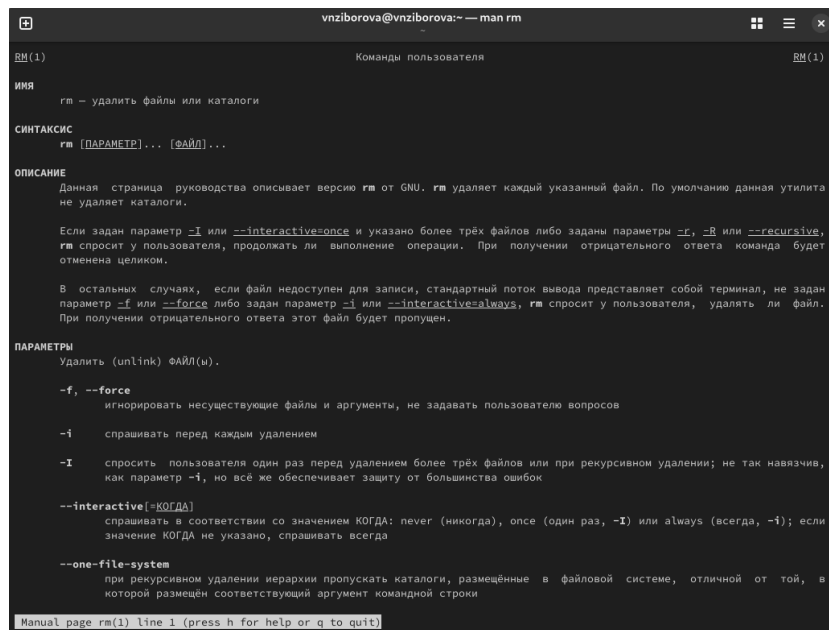 vnziborova@vnziborova:~ — man rm
~
RM(1) Команды пользователя RM(1)
ИМЯ
rm – удалить файлы или каталоги
СИНТАКСИС
rm [ПАРАМЕТР]... [ФАЙЛ]...
ОПИСАНИЕ
Данная страница руководства описывает версию rm от GNU. rm удаляет каждый указанный файл. По умолчанию данная утилита
не удаляет каталоги.
Если задан параметр -I или --interactive=once и указано более трёх файлов либо заданы параметры -r, -R или --recursive,
rm спросит у пользователя, продолжать ли выполнение операции. При получении отрицательного ответа команда будет
отменена целиком.
В остальных случаях, если файл недоступен для записи, стандартный поток вывода представляет собой терминал, не задан
параметр -f или --force либо задан параметр -i или --interactive=always, rm спросит у пользователя, удалять ли файл.
При получении отрицательного ответа этот файл будет пропущен.
ПАРАМЕТРЫ
Удалить (unlink) ФАЙЛ(ы).
-f, --force
игнорировать несуществующие файлы и аргументы, не задавать пользователю вопросов
-i спрашивать перед каждым удалением
-I спросить пользователя один раз перед удалением более трёх файлов или при рекурсивном удалении; не так навязчив,
как параметр -i, но всё же обеспечивает защиту от большинства ошибок
--interactive[=КОГДА]
спрашивать в соответствии со значением КОГДА: never (никогда), once (один раз, -I) или always (всегда, -i); если
значение КОГДА не указано, спрашивать всегда
--one-file-system
при рекурсивном удалении иерархии пропускать каталоги, размещённые в файловой системе, отличной от той, в
которой размещён соответствующий аргумент командной строки
Manual page rm(1) line 1 (press h for help or q to quit)